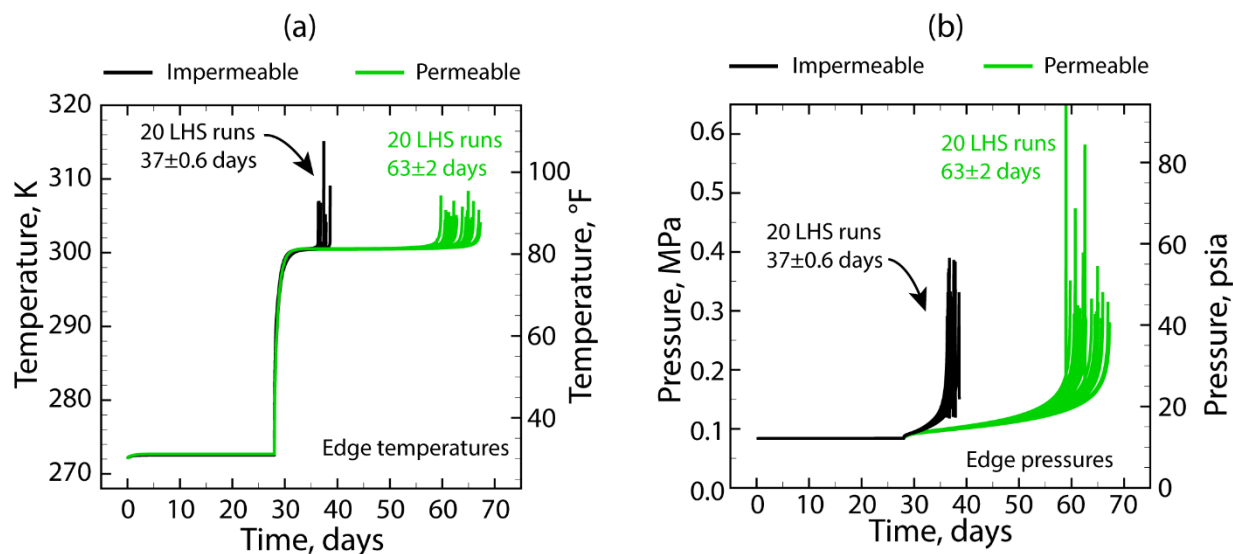 (a)
Impermeable
Permeable
320
310
300
290
280
270
Temperature, K
20 LHS runs
37±0.6 days
20 LHS runs
63±2 days
Edge temperatures
100
80
60
40
Temperature, °F
0 10 20 30 40 50 60 70
Time, days
(b)
Impermeable
Permeable
0.6
0.5
0.4
0.3
0.2
0.1
0.0
Pressure, MPa
20 LHS runs
63±2 days
20 LHS runs
37±0.6 days
Edge pressures
80
60
40
20
0
Pressure, psia
0 10 20 30 40 50 60 70
Time, days